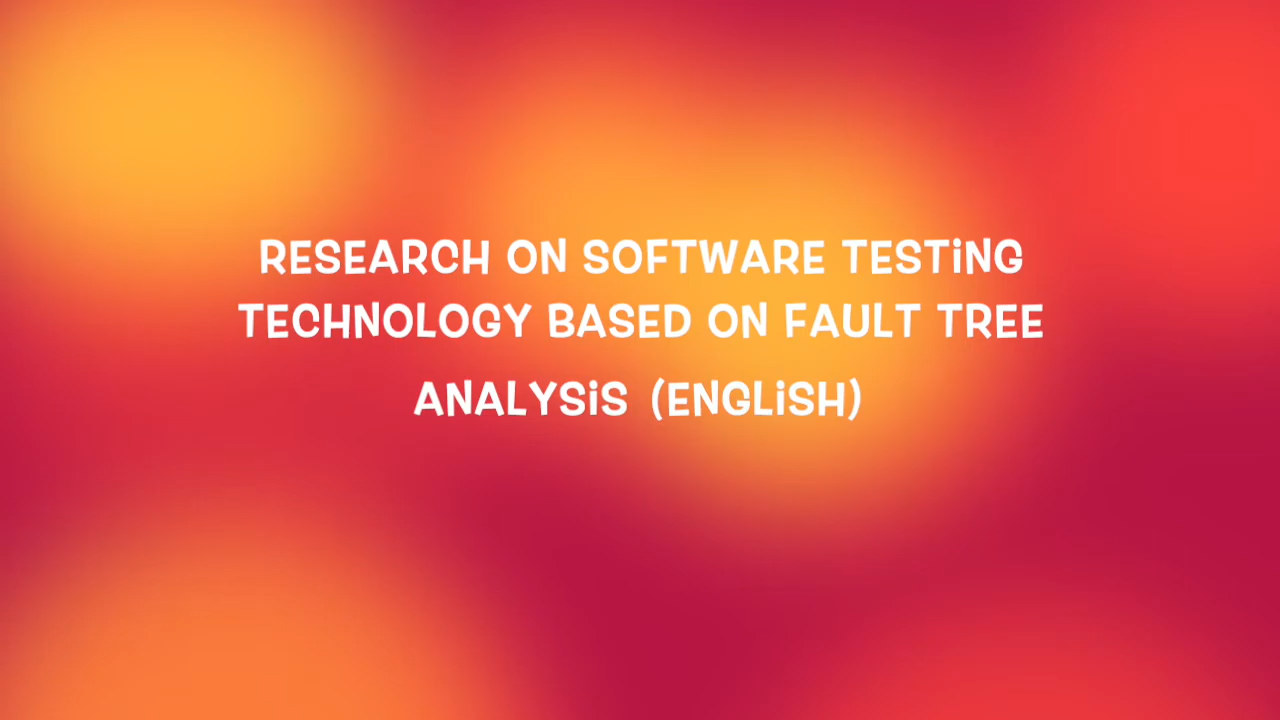 RESEARCH ON SOFTWARE TESTiNG
TECHNOLOGY BASED ON FAULT TREE
ANALYSiS (ENGLiSH)